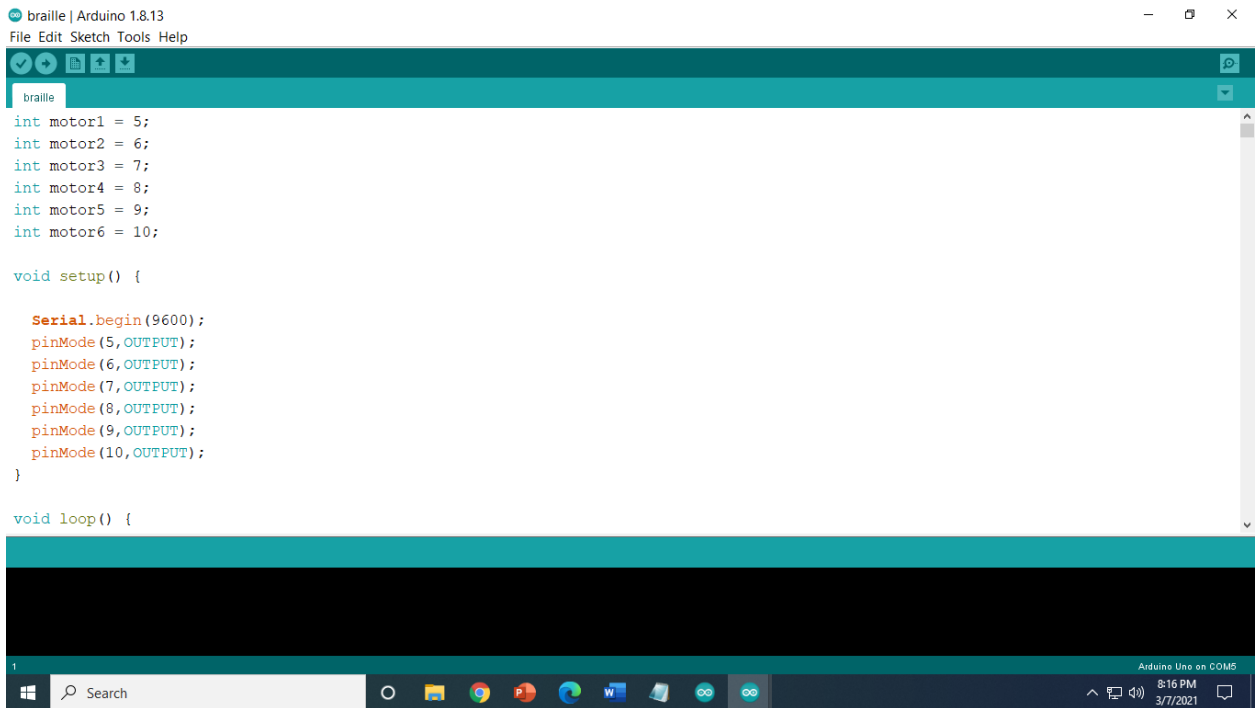 braille | Arduino 1.8.13
File Edit Sketch Tools Help
braille
int motor1 = 5;
int motor2 = 6;
int motor3 = 7;
int motor4 = 8;
int motor5 = 9;
int motor6 = 10;
void setup() {
Serial.begin(9600);
pinMode(5,OUTPUT);
pinMode(6,OUTPUT);
pinMode(7,OUTPUT);
pinMode(8,OUTPUT);
pinMode(9,OUTPUT);
pinMode(10,OUTPUT);
}
void loop() {
1
Arduino Uno on COM5
Search
8:16 PM
3/7/2021